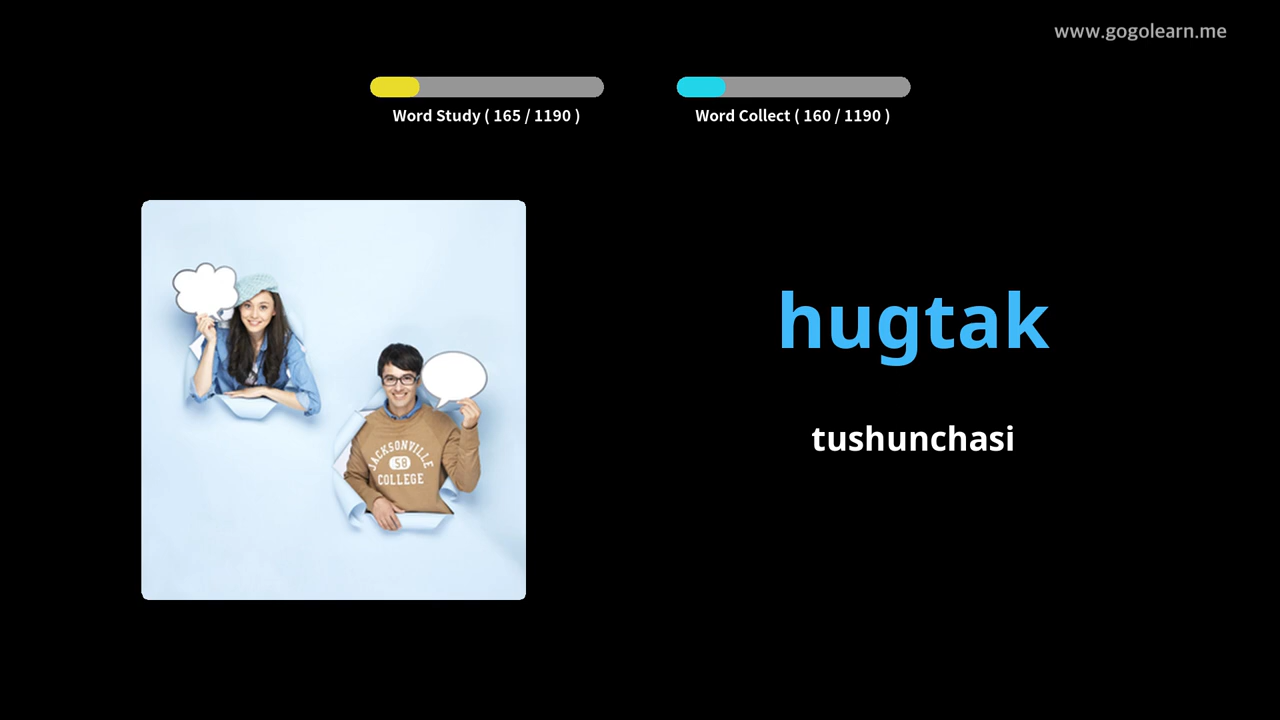 www.gogolearn.me
Word Study ( 165 / 1190 )
Word Collect ( 160 / 1190 )
hugtak
tushunchasi
JACKSONVILLE
58
COLLEGE